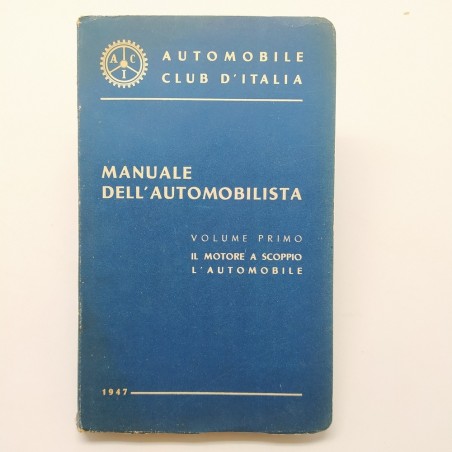 A C I
AUTOMOBILE
CLUB D'ITALIA
MANUALE
DELL'AUTOMOBILISTA
VOLUME PRIMO
IL MOTORE A SCOPPIO
L'AUTOMOBILE
1947